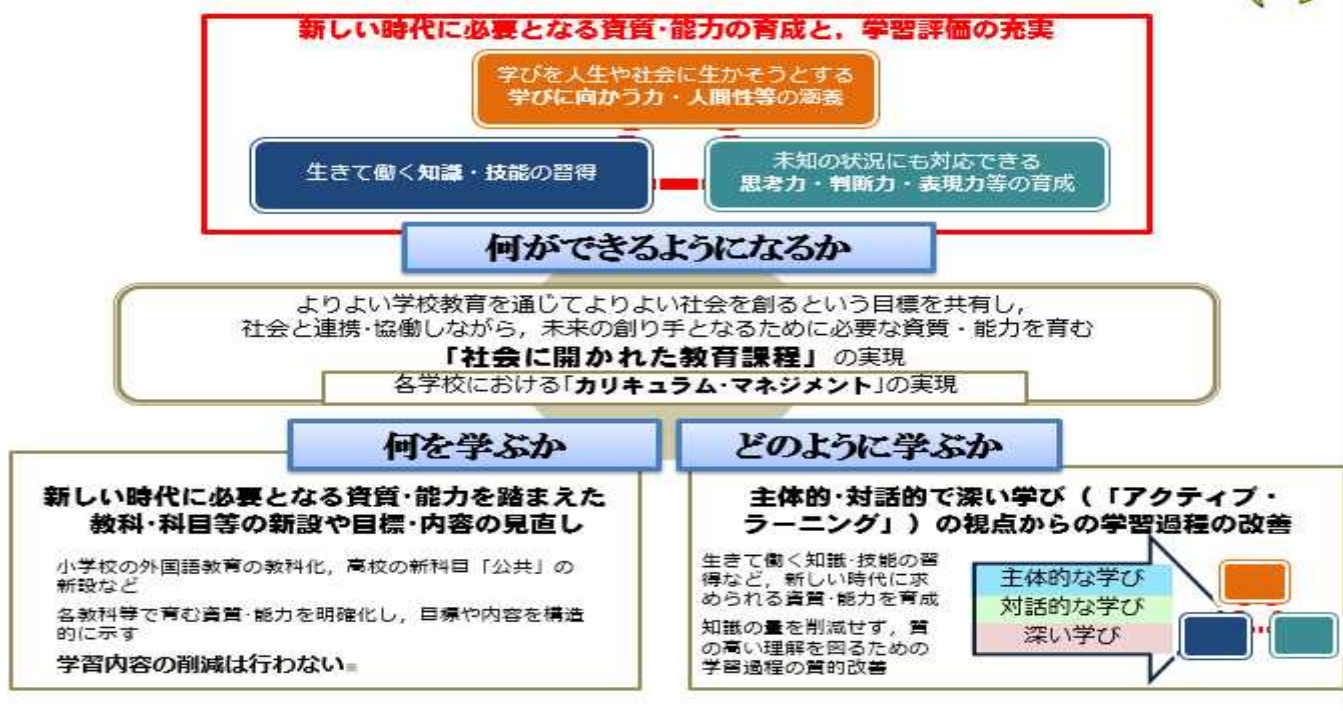 新しい時代に必要となる資質･能力の育成と，学習評価の充実
学びを人生や社会に生かそうとする
学びに向かう力・人間性等の涵養
生きて働く知識・技能の習得
未知の状況にも対応できる
思考力・判断力・表現力等の育成
何ができるようになるか
よりよい学校教育を通じてよりよい社会を創るという目標を共有し，
社会と連携･協働しながら，未来の創り手となるために必要な資質・能力を育む
「社会に開かれた教育課程」の実現
各学校における｢カリキュラム･マネジメント｣の実現
何を学ぶか
新しい時代に必要となる資質･能力を踏まえた
教科･科目等の新設や目標･内容の見直し
小学校の外国語教育の教科化，高校の新科目「公共」の
新設など
各教科等で育む資質･能力を明確化し，目標や内容を構造
的に示す
学習内容の削減は行わない※
どのように学ぶか
主体的･対話的で深い学び（「アクティブ・
ラーニング」）の視点からの学習過程の改善
生きて働く知識･技能の習
得など，新しい時代に求
められる資質･能力を育成
知識の量を削減せず，質
の高い理解を図るための
学習過程の質的改善
主体的な学び
対話的な学び
深い学び